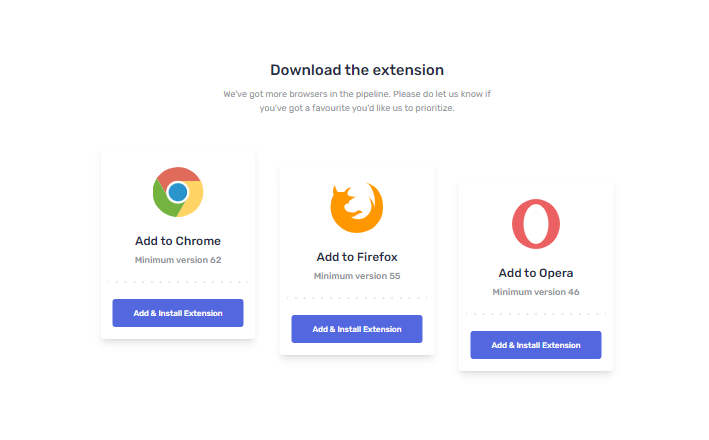 Download the extension
We've got more browsers in the pipeline. Please do let us know if
you've got a favourite you'd like us to prioritize.
Add to Chrome
Minimum version 62
Add & Install Extension
Add to Firefox
Minimum version 55
Add & Install Extension
Add to Opera
Minimum version 46
Add & Install Extension